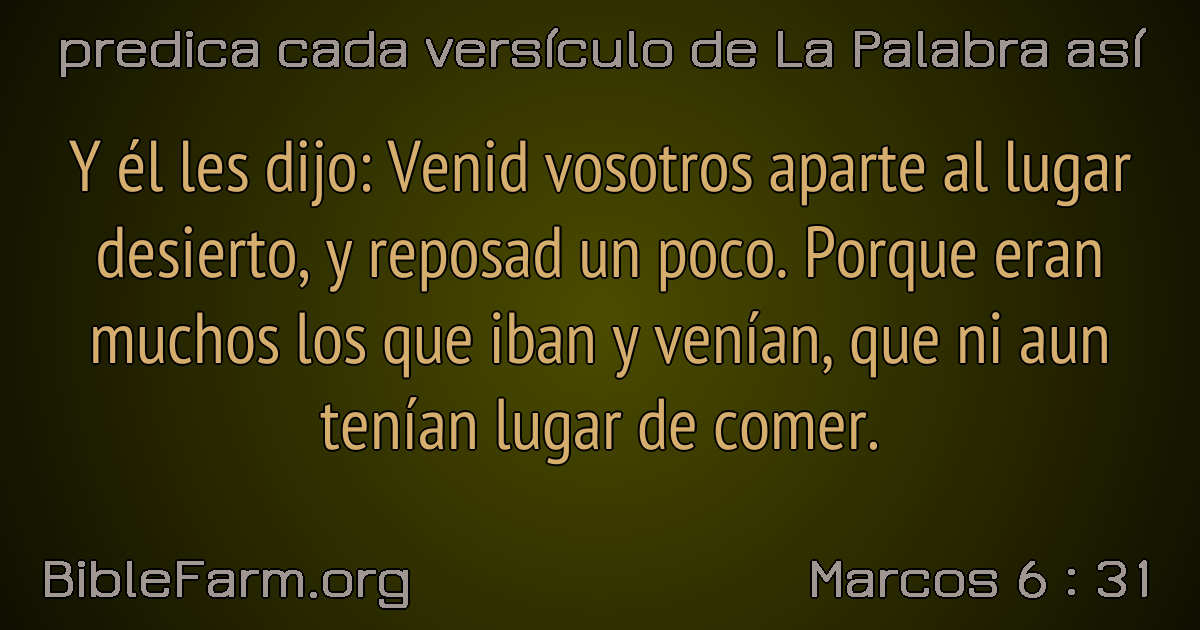 predica cada versículo de La Palabra así
Y él les dijo: Venid vosotros aparte al lugar
desierto, y reposad un poco. Porque eran
muchos los que iban y venían, que ni aun
tenían lugar de comer.
BibleFarm.org
Marcos 6 : 31